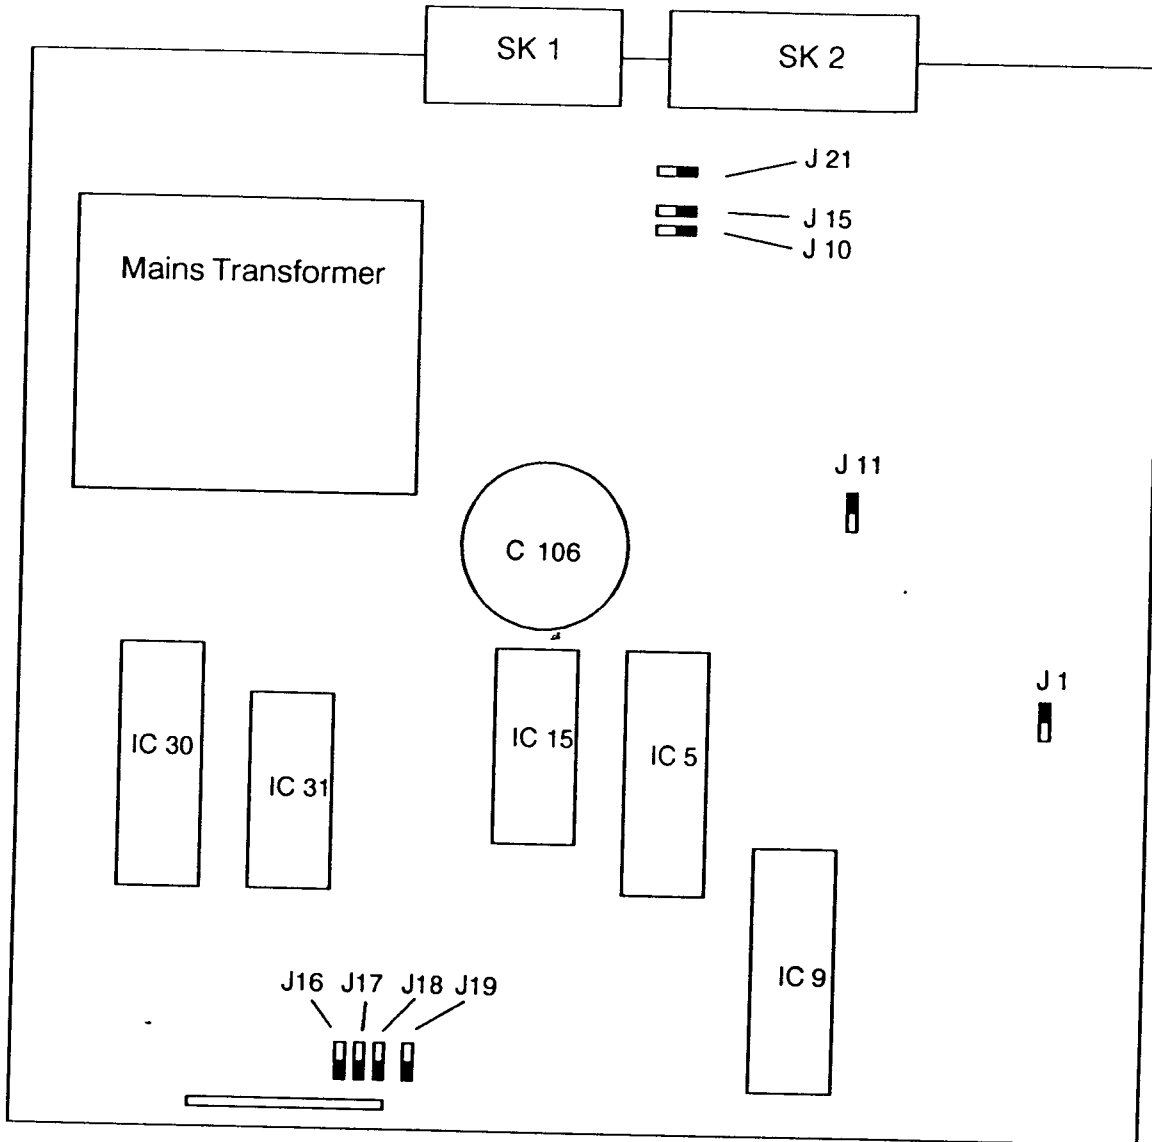 SK 1
SK 2
J 21
J 15
J 10
Mains Transformer
J 11
C 106
J 1
IC 30
IC 31
IC 15
IC 5
IC 9
J16 J17 J18 J19